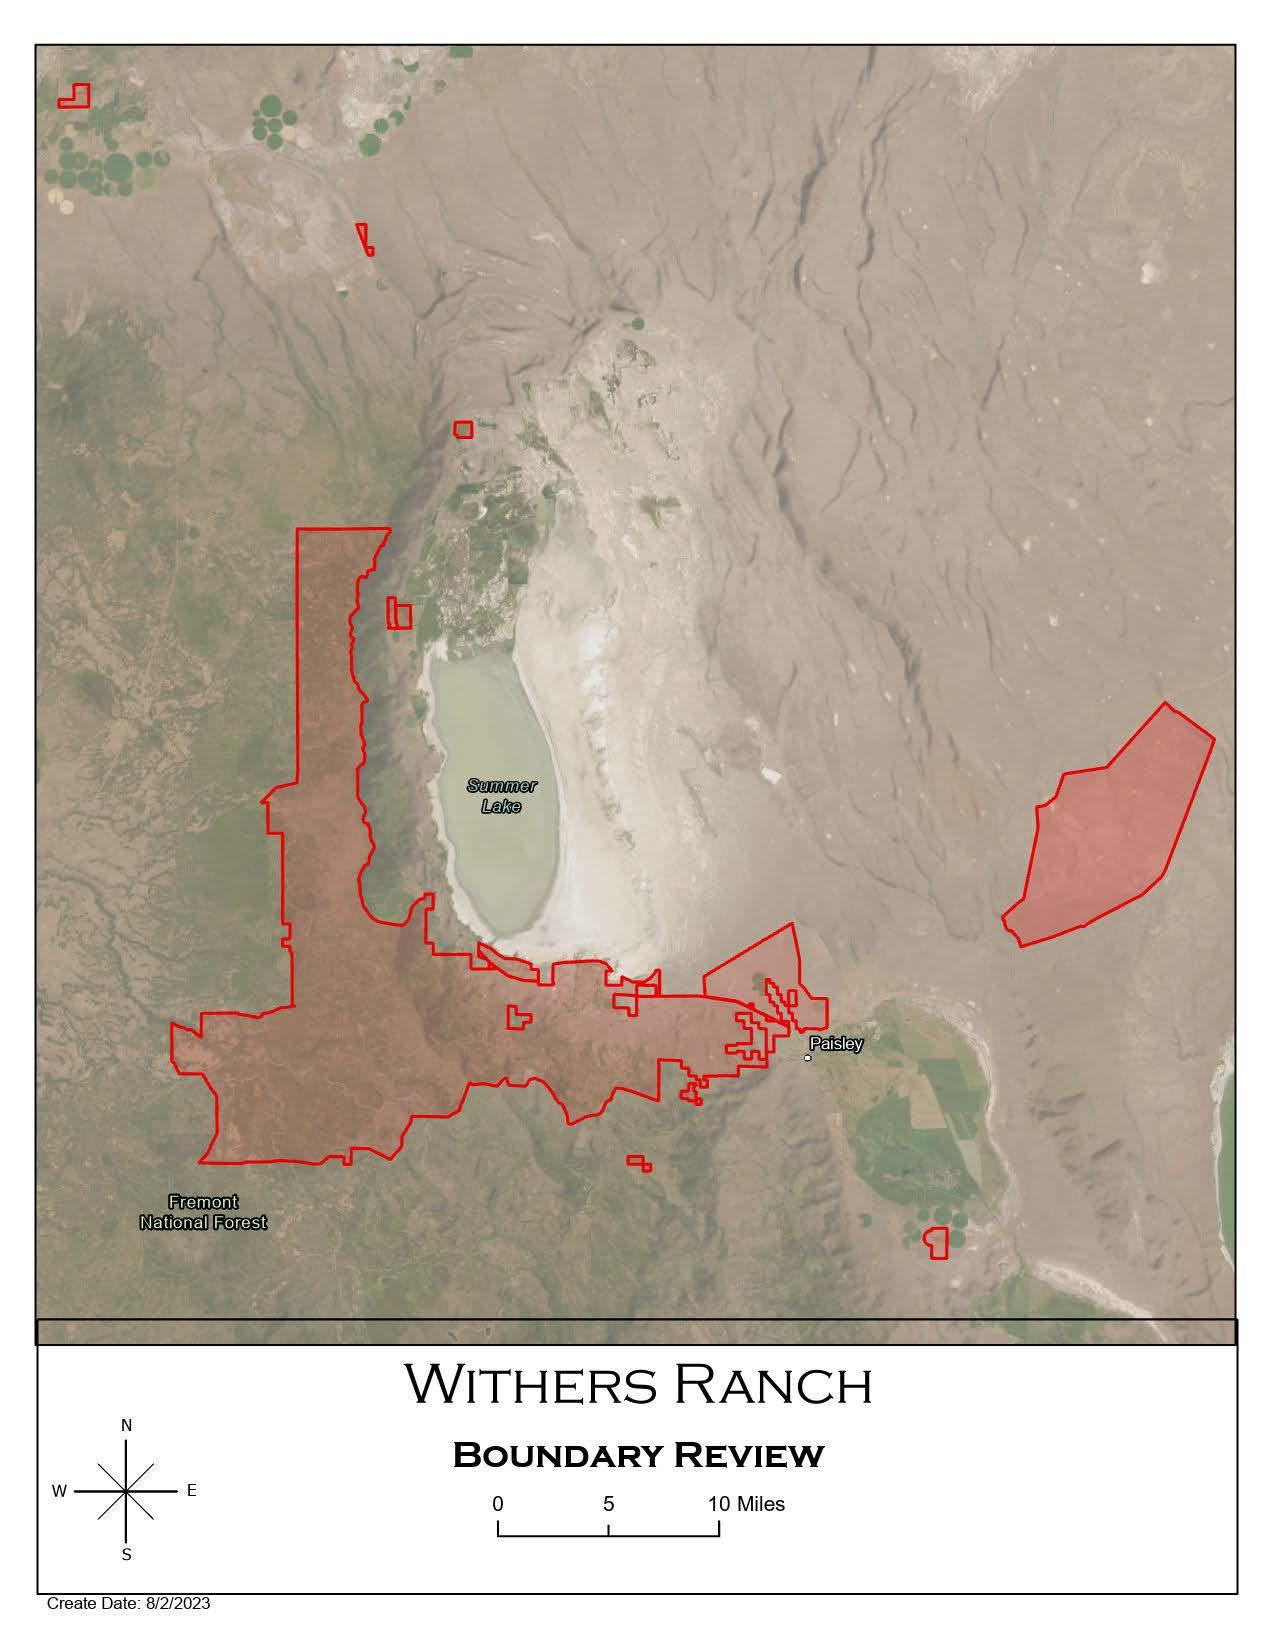 Summer
Lake
Paisley
Fremont
National Forest
WITHERS RANCH
BOUNDARY REVIEW
N
W E
S
0 5 10 Miles
Create Date: 8/2/2023